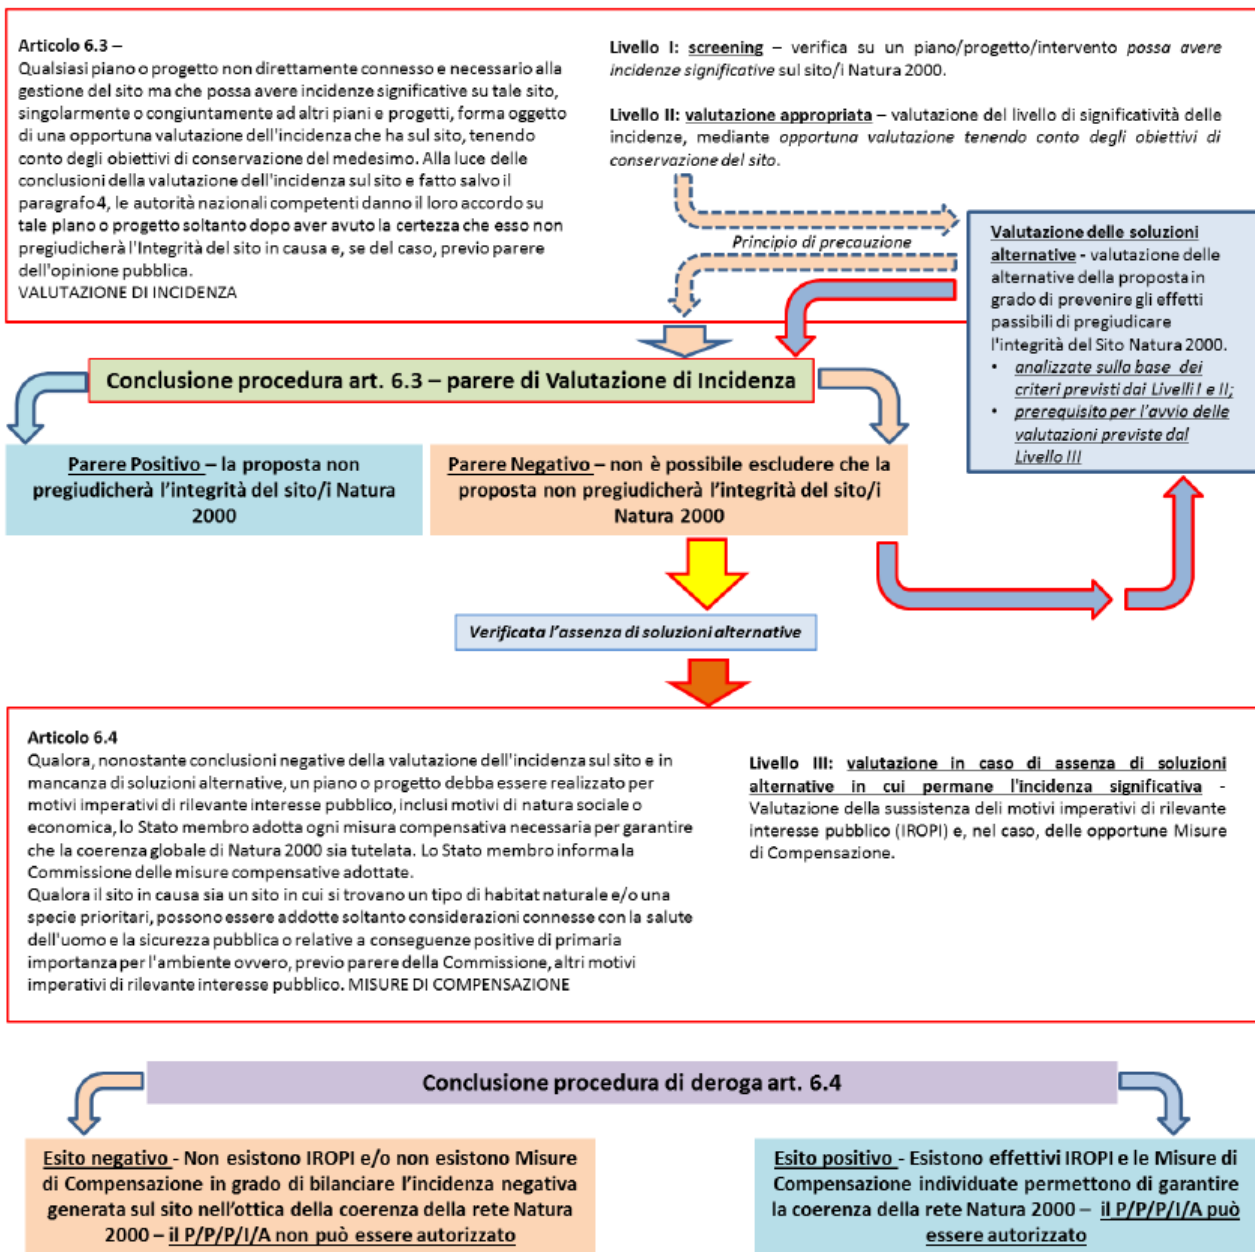 Articolo 6.3 –
Qualsiasi piano o progetto non direttamente connesso e necessario alla
gestione del sito ma che possa avere incidenze significative su tale sito,
singolarmente o congiuntamente ad altri piani e progetti, forma oggetto
di una opportuna valutazione dell'incidenza che ha sul sito, tenendo
conto degli obiettivi di conservazione del medesimo. Alla luce delle
conclusioni della valutazione dell'incidenza sul sito e fatto salvo il
paragrafo 4, le autorità nazionali competenti danno il loro accordo su
tale piano o progetto soltanto dopo aver avuto la certezza che esso non
pregiudicherà l'Integrità del sito in causa e, se del caso, previo parere
dell'opinione pubblica.
VALUTAZIONE DI INCIDENZA
Livello I: screening – verifica su un piano/progetto/intervento possa avere
incidenze significative sul sito/i Natura 2000.
Livello II: valutazione appropriata – valutazione del livello di significatività delle
incidenze, mediante opportuna valutazione tenendo conto degli obiettivi di
conservazione del sito.
Principio di precauzione
Valutazione delle soluzioni
alternative - valutazione delle
alternative della proposta in
grado di prevenire gli effetti
passibili di pregiudicare
l'integrità del Sito Natura 2000.
• analizzate sulla base dei
criteri previsti dai Livelli I e II;
• prerequisito per l'avvio delle
valutazioni previste dal
Livello III
Conclusione procedura art. 6.3 – parere di Valutazione di Incidenza
Parere Positivo – la proposta non
pregiudicherà l'integrità del sito/i Natura
2000
Parere Negativo – non è possibile escludere che la
proposta non pregiudicherà l'integrità del sito/i
Natura 2000
Verificata l'assenza di soluzioni alternative
Articolo 6.4
Qualora, nonostante conclusioni negative della valutazione dell'incidenza sul sito e in
mancanza di soluzioni alternative, un piano o progetto debba essere realizzato per
motivi imperativi di rilevante interesse pubblico, inclusi motivi di natura sociale o
economica, lo Stato membro adotta ogni misura compensativa necessaria per garantire
che la coerenza globale di Natura 2000 sia tutelata. Lo Stato membro informa la
Commissione delle misure compensative adottate.
Qualora il sito in causa sia un sito in cui si trovano un tipo di habitat naturale e/o una
specie prioritari, possono essere addotte soltanto considerazioni connesse con la salute
dell'uomo e la sicurezza pubblica o relative a conseguenze positive di primaria
importanza per l'ambiente ovvero, previo parere della Commissione, altri motivi
imperativi di rilevante interesse pubblico. MISURE DI COMPENSAZIONE
Livello III: valutazione in caso di assenza di soluzioni
alternative in cui permane l'incidenza significativa -
Valutazione della sussistenza deli motivi imperativi di rilevante
interesse pubblico (IROPI) e, nel caso, delle opportune Misure
di Compensazione.
Conclusione procedura di deroga art. 6.4
Esito negativo - Non esistono IROPI e/o non esistono Misure
di Compensazione in grado di bilanciare l'incidenza negativa
generata sul sito nell'ottica della coerenza della rete Natura
2000 – il P/P/P/I/A non può essere autorizzato
Esito positivo - Esistono effettivi IROPI e le Misure di
Compensazione individuate permettono di garantire
la coerenza della rete Natura 2000 – il P/P/P/I/A può
essere autorizzato